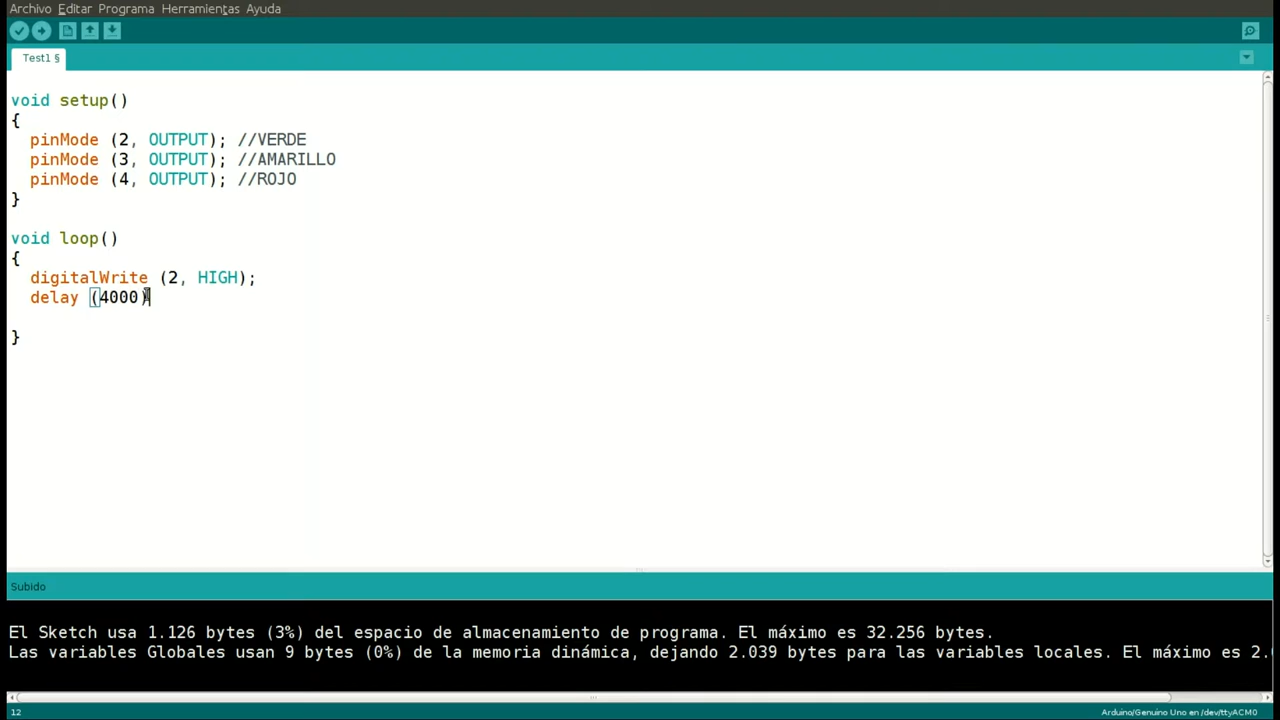 Archivo Editar Programa Herramientas Ayuda
Test1 §
void setup()
{
pinMode (2, OUTPUT); //VERDE
pinMode (3, OUTPUT); //AMARILLO
pinMode (4, OUTPUT); //ROJO
}
void loop()
{
digitalWrite (2, HIGH);
delay (4000)
}
Subido
El Sketch usa 1.126 bytes (3%) del espacio de almacenamiento de programa. El máximo es 32.256 bytes.
Las variables Globales usan 9 bytes (0%) de la memoria dinámica, dejando 2.039 bytes para las variables locales. El máximo es 2.
12
Arduino/Genuino Uno en /dev/ttyACM0